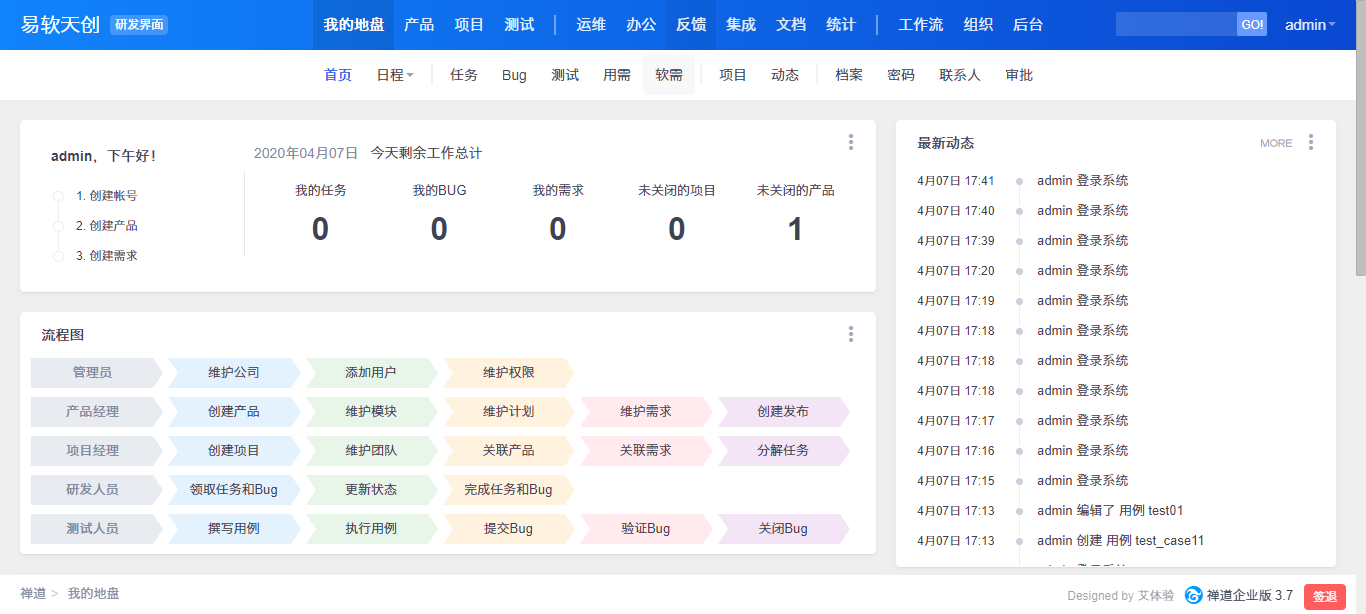 易软天创 研发界面 我的地盘 产品 项目 测试 运维 办公 反馈 集成 文档 统计 工作流 组织 后台 GO! admin
首页 日程 任务 Bug 测试 用需 软需 项目 动态 档案 密码 联系人 审批
admin，下午好！
1. 创建帐号
2. 创建产品
3. 创建需求
2020年04月07日 今天剩余工作总计
我的任务 我的BUG 我的需求 未关闭的项目 未关闭的产品
0 0 0 0 1
流程图
管理员 维护公司 添加用户 维护权限
产品经理 创建产品 维护模块 维护计划 维护需求 创建发布
项目经理 创建项目 维护团队 关联产品 关联需求 分解任务
研发人员 领取任务和Bug 更新状态 完成任务和Bug
测试人员 撰写用例 执行用例 提交Bug 验证Bug 关闭Bug
最新动态 MORE
4月07日 17:41 admin 登录系统
4月07日 17:40 admin 登录系统
4月07日 17:39 admin 登录系统
4月07日 17:20 admin 登录系统
4月07日 17:19 admin 登录系统
4月07日 17:18 admin 登录系统
4月07日 17:18 admin 登录系统
4月07日 17:18 admin 登录系统
4月07日 17:17 admin 登录系统
4月07日 17:16 admin 登录系统
4月07日 17:15 admin 登录系统
4月07日 17:13 admin 编辑了 用例 test01
4月07日 17:13 admin 创建 用例 test_case11
禅道 > 我的地盘 Designed by 艾体验 禅道企业版 3.7 签退